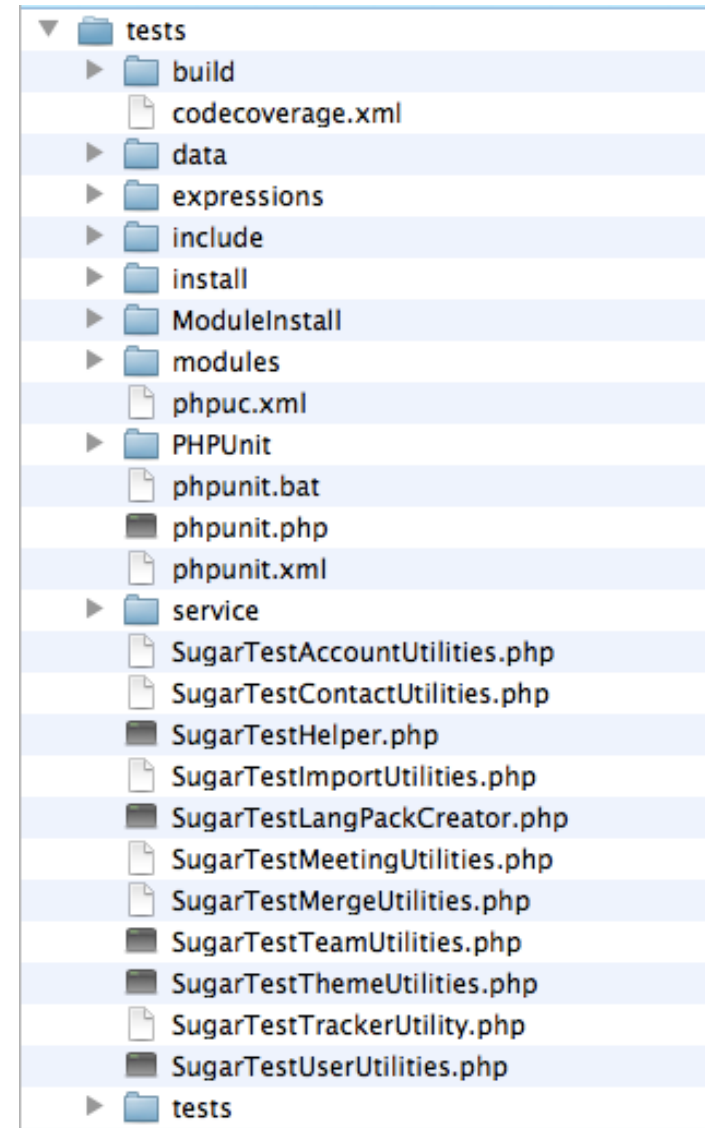 tests
build
codecoverage.xml
data
expressions
include
install
ModuleInstall
modules
phpuc.xml
PHPUnit
phpunit.bat
phpunit.php
phpunit.xml
service
SugarTestAccountUtilities.php
SugarTestContactUtilities.php
SugarTestHelper.php
SugarTestImportUtilities.php
SugarTestLangPackCreator.php
SugarTestMeetingUtilities.php
SugarTestMergeUtilities.php
SugarTestTeamUtilities.php
SugarTestThemeUtilities.php
SugarTestTrackerUtility.php
SugarTestUserUtilities.php
tests